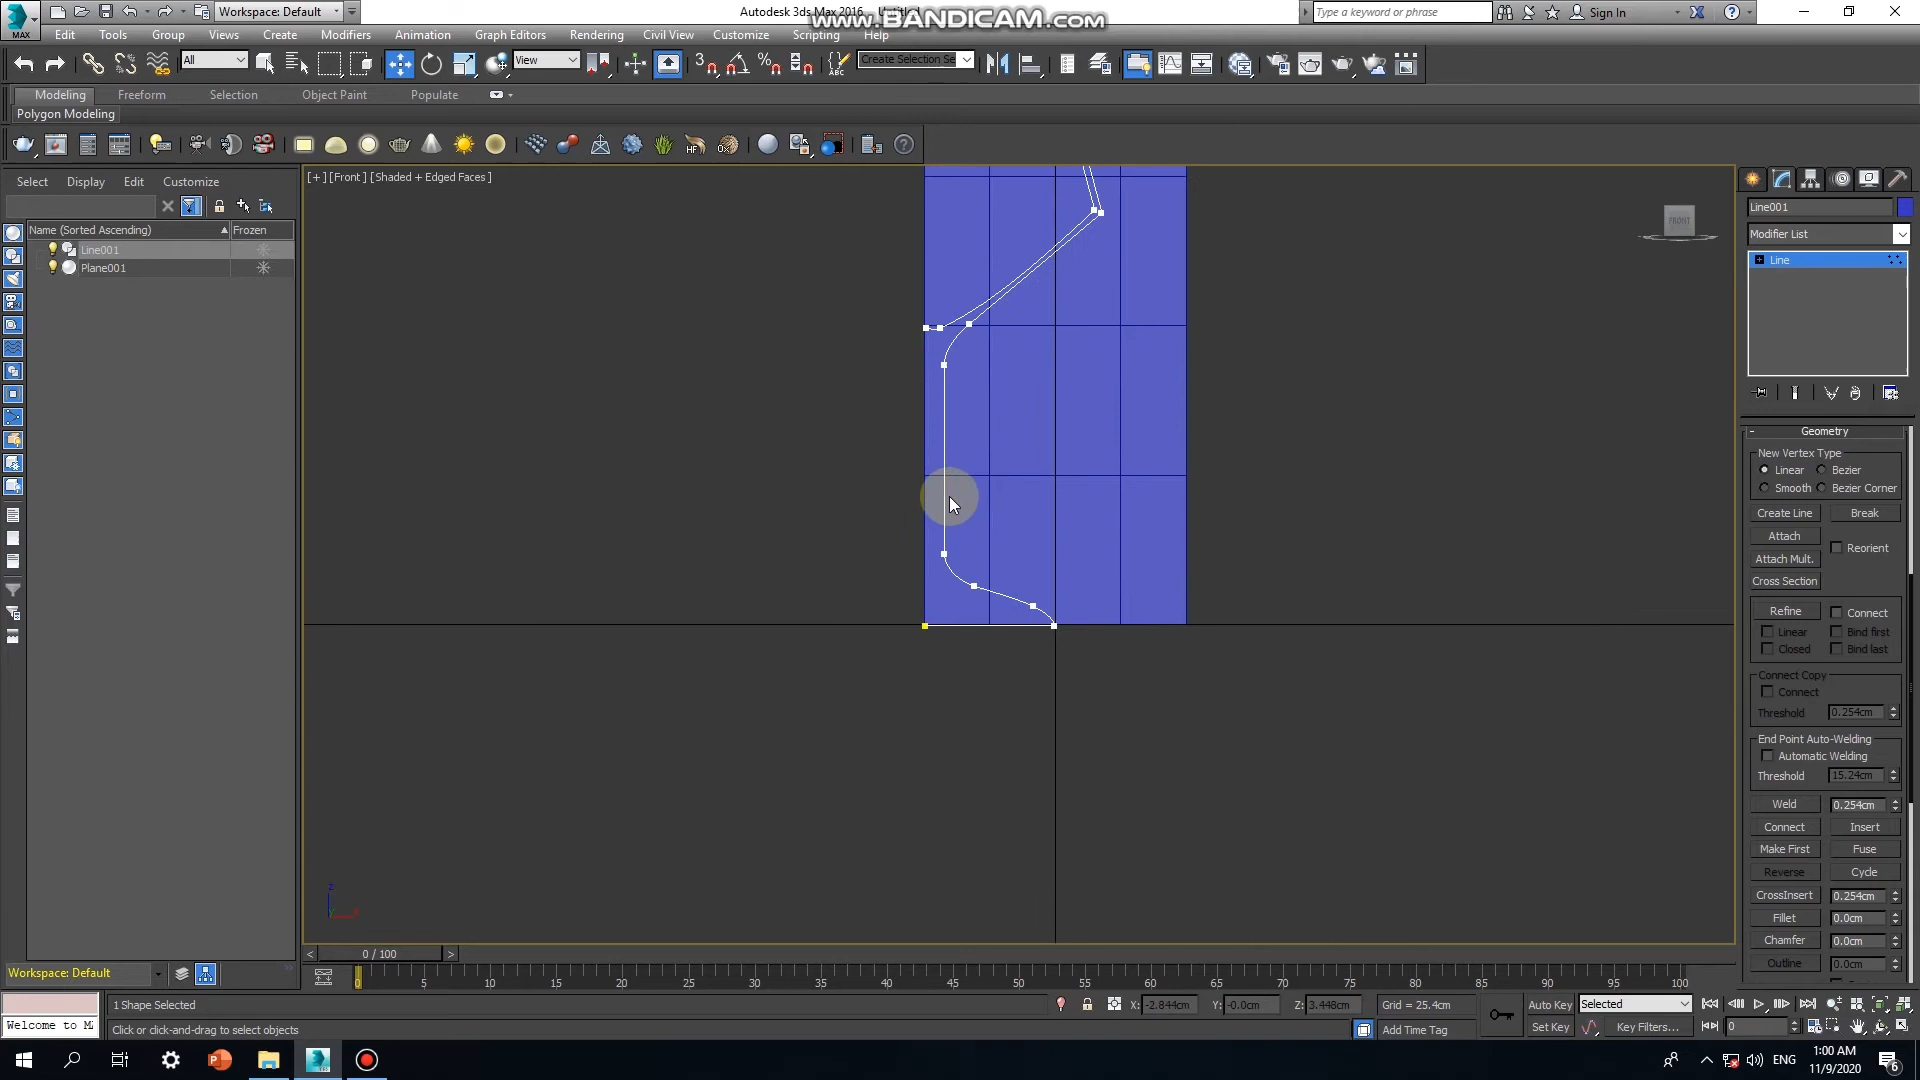 MAX
Workspace: Default
Autodesk 3ds Max 2016
www.BANDICAM.com
Type a keyword or phrase
Sign In
Edit
Tools
Group
Views
Create
Modifiers
Animation
Graph Editors
Rendering
Civil View
Customize
Scripting
Help
All
View
3
ABC
Create Selection Se
Modeling
Freeform
Selection
Object Paint
Populate
Polygon Modeling
HF
Select
Display
Edit
Customize
Name (Sorted Ascending)
Frozen
Line001
Plane001
[+] [Front ] [Shaded + Edged Faces ]
FRONT
Line001
Modifier List
Line
Geometry
New Vertex Type
Linear
Bezier
Smooth
Bezier Corner
Create Line
Break
Attach
Reorient
Attach Mult.
Cross Section
Refine
Connect
Linear
Bind first
Closed
Bind last
Connect Copy
Connect
Threshold
0.254cm
End Point Auto-Welding
Automatic Welding
Threshold
15.24cm
Weld
0.254cm
Connect
Insert
Make First
Fuse
Reverse
Cycle
CrossInsert
0.254cm
Fillet
0.0cm
Chamfer
0.0cm
Outline
0.0cm
z
x
< 0 / 100 >
Workspace: Default
0 5 10 15 20 25 30 35 40 45 50 55 60 65 70 75 80 85 90 95 100
1 Shape Selected
X: -2.844cm
Y: -0.0cm
Z: 3.448cm
Grid = 25.4cm
Auto Key
Selected
Welcome to M
Click or click-and-drag to select objects
Add Time Tag
Set Key
Key Filters...
0
ENG
1:00 AM
11/9/2020
6